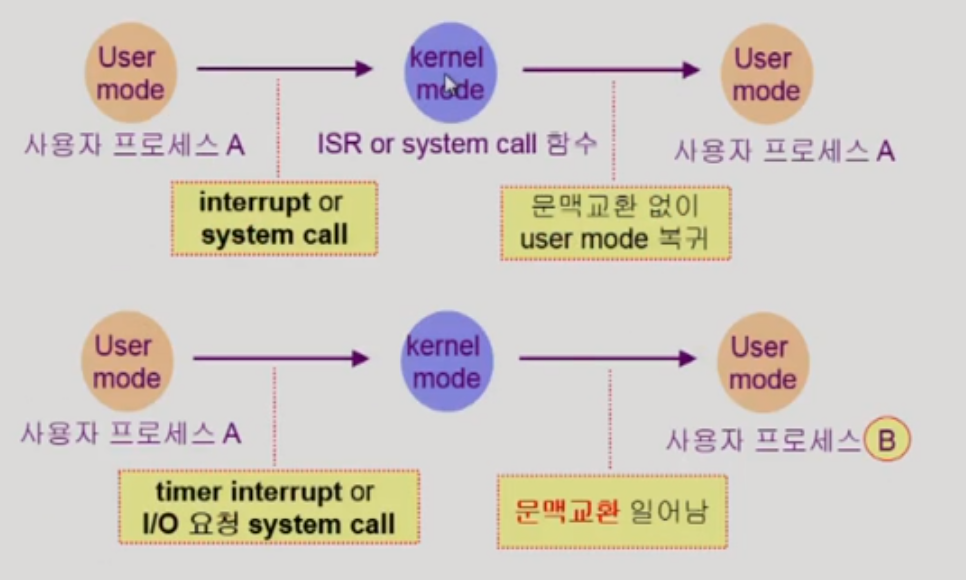 User mode
kernel mode
User mode
사용자 프로세스 A
ISR or system call 함수
사용자 프로세스 A
interrupt or
system call
문맥교환 없이
user mode 복귀
User mode
kernel mode
User mode
사용자 프로세스 A
사용자 프로세스 B
timer interrupt or
I/O 요청 system call
문맥교환 일어남